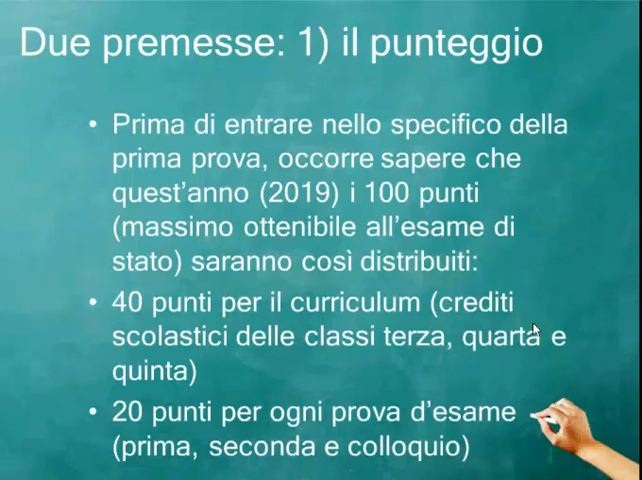 Due premesse: 1) il punteggio
• Prima di entrare nello specifico della
prima prova, occorre sapere che
quest'anno (2019) i 100 punti
(massimo ottenibile all'esame di
stato) saranno così distribuiti:
• 40 punti per il curriculum (crediti
scolastici delle classi terza, quarta e
quinta)
• 20 punti per ogni prova d'esame
(prima, seconda e colloquio)